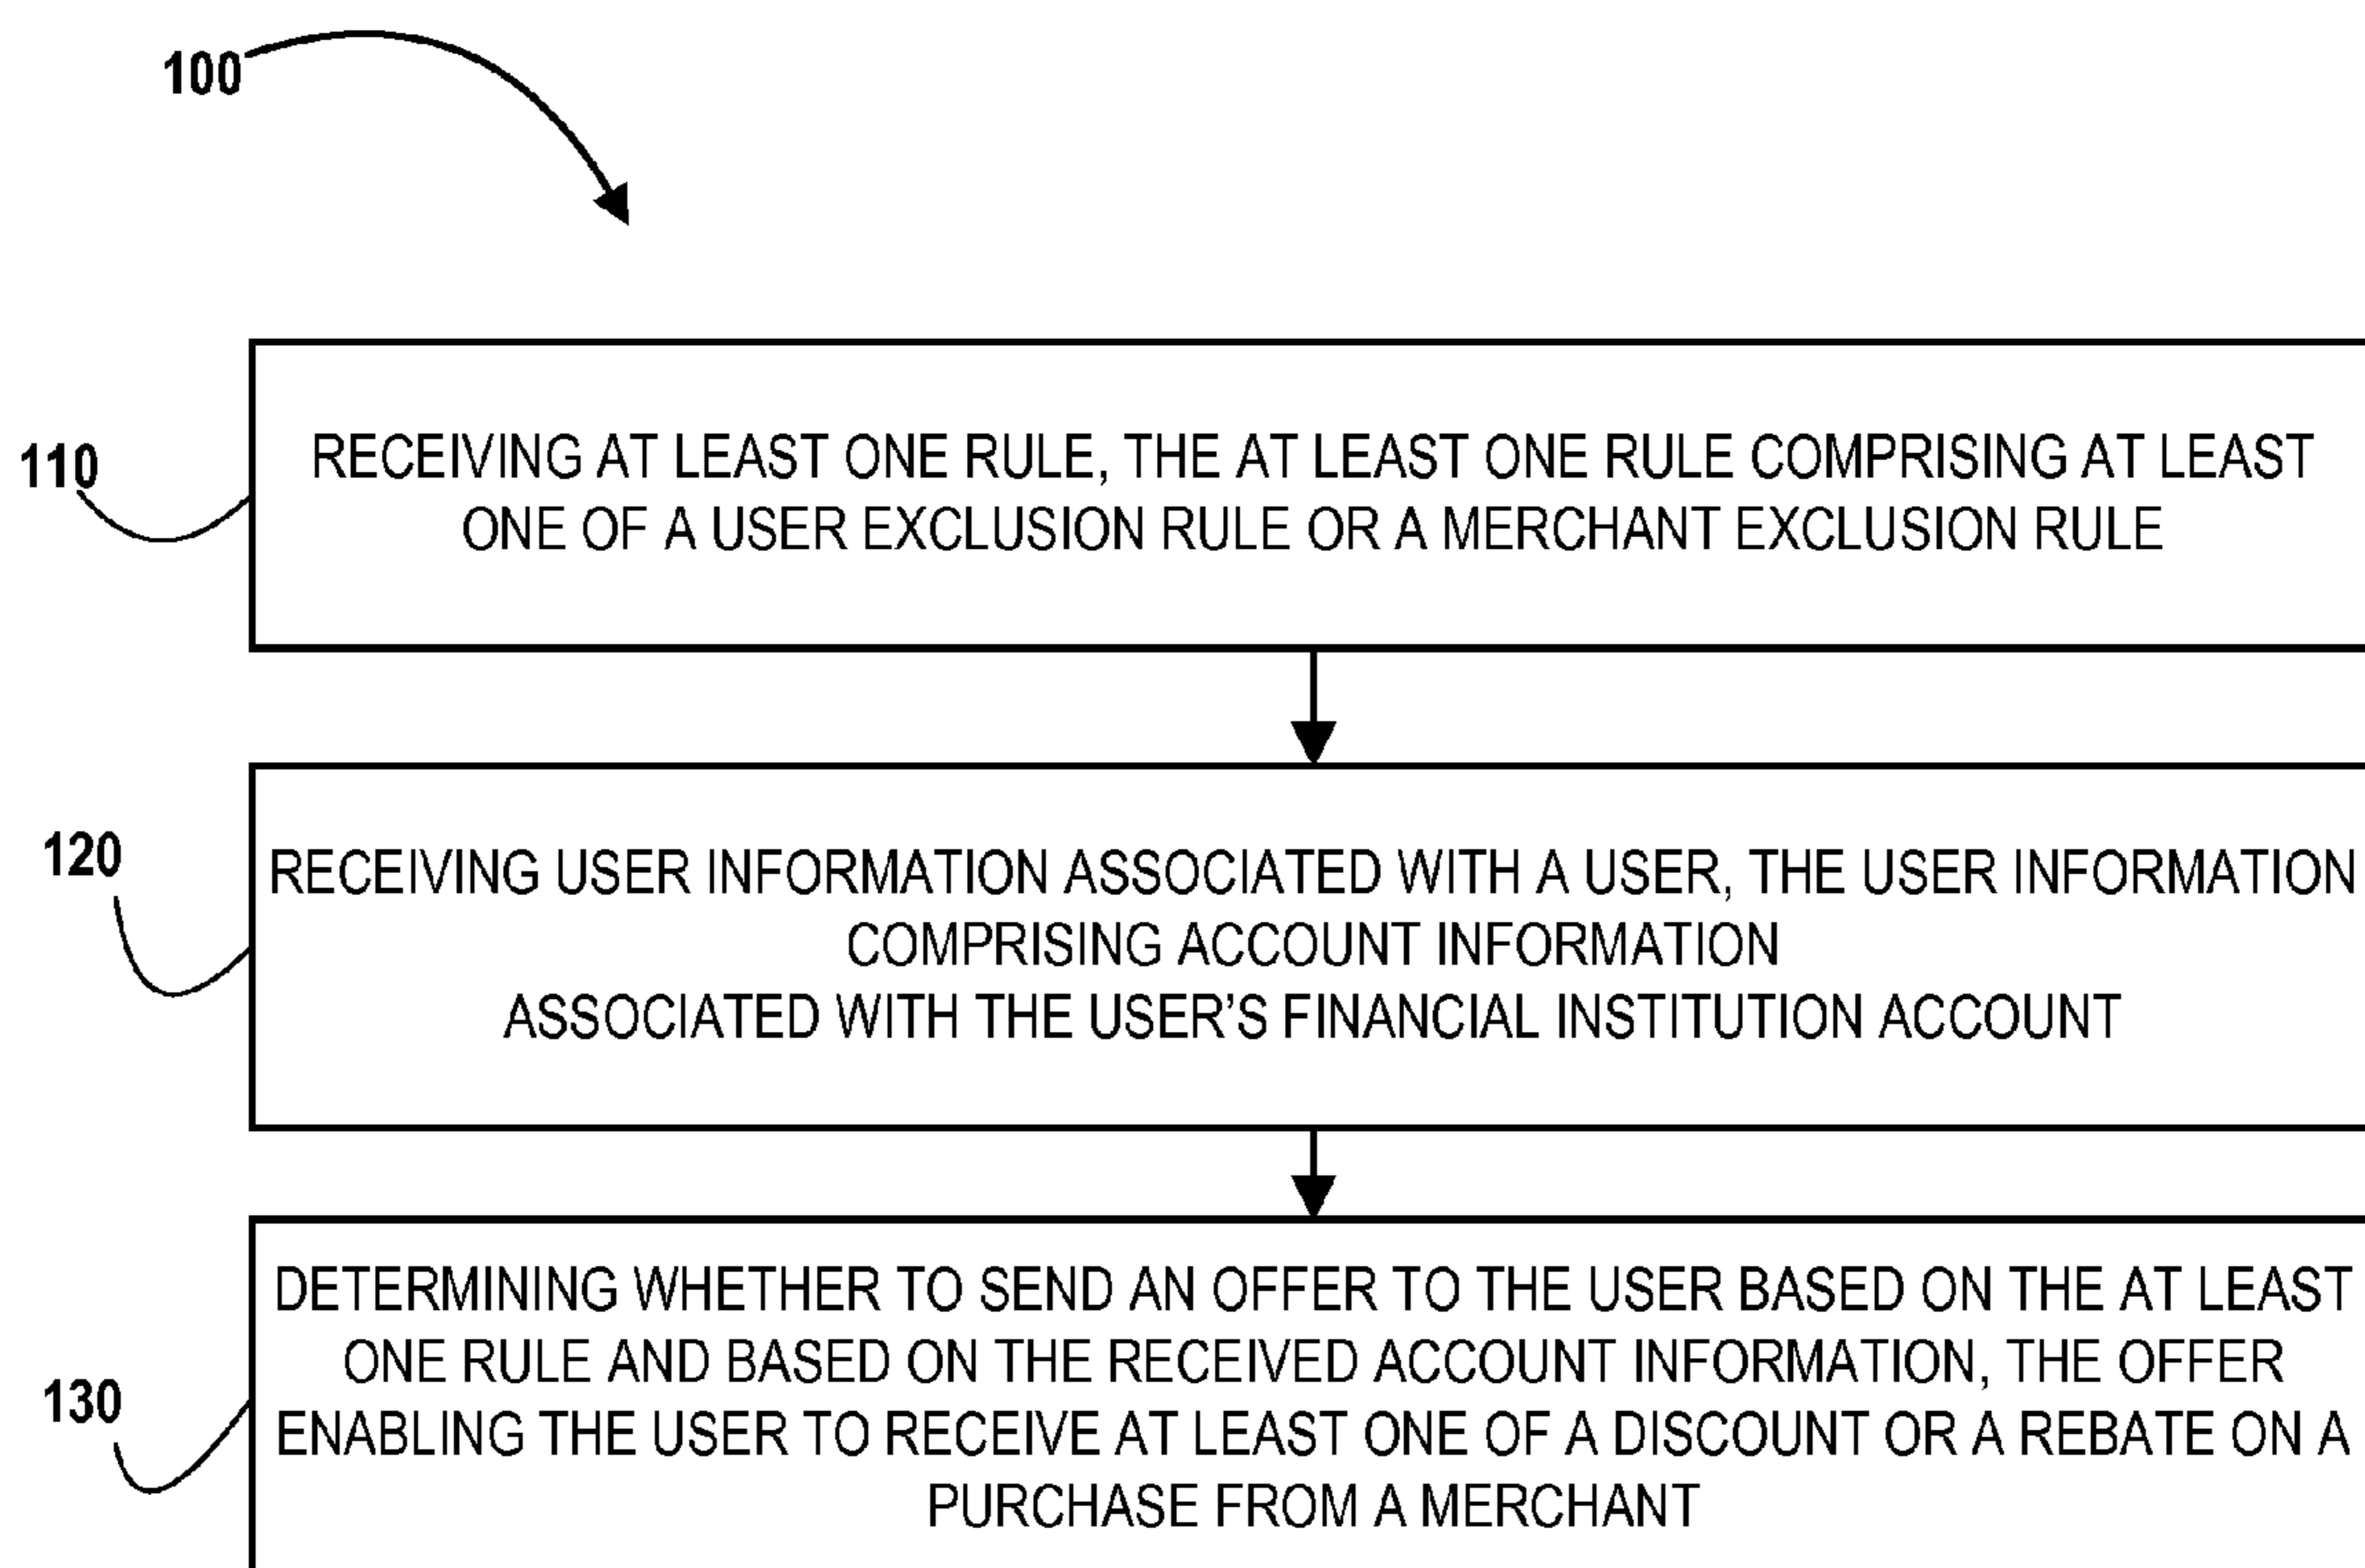 100
110
RECEIVING AT LEAST ONE RULE, THE AT LEAST ONE RULE COMPRISING AT LEAST
ONE OF A USER EXCLUSION RULE OR A MERCHANT EXCLUSION RULE
120
RECEIVING USER INFORMATION ASSOCIATED WITH A USER, THE USER INFORMATION
COMPRISING ACCOUNT INFORMATION
ASSOCIATED WITH THE USER’S FINANCIAL INSTITUTION ACCOUNT
130
DETERMINING WHETHER TO SEND AN OFFER TO THE USER BASED ON THE AT LEAST
ONE RULE AND BASED ON THE RECEIVED ACCOUNT INFORMATION, THE OFFER
ENABLING THE USER TO RECEIVE AT LEAST ONE OF A DISCOUNT OR A REBATE ON A
PURCHASE FROM A MERCHANT